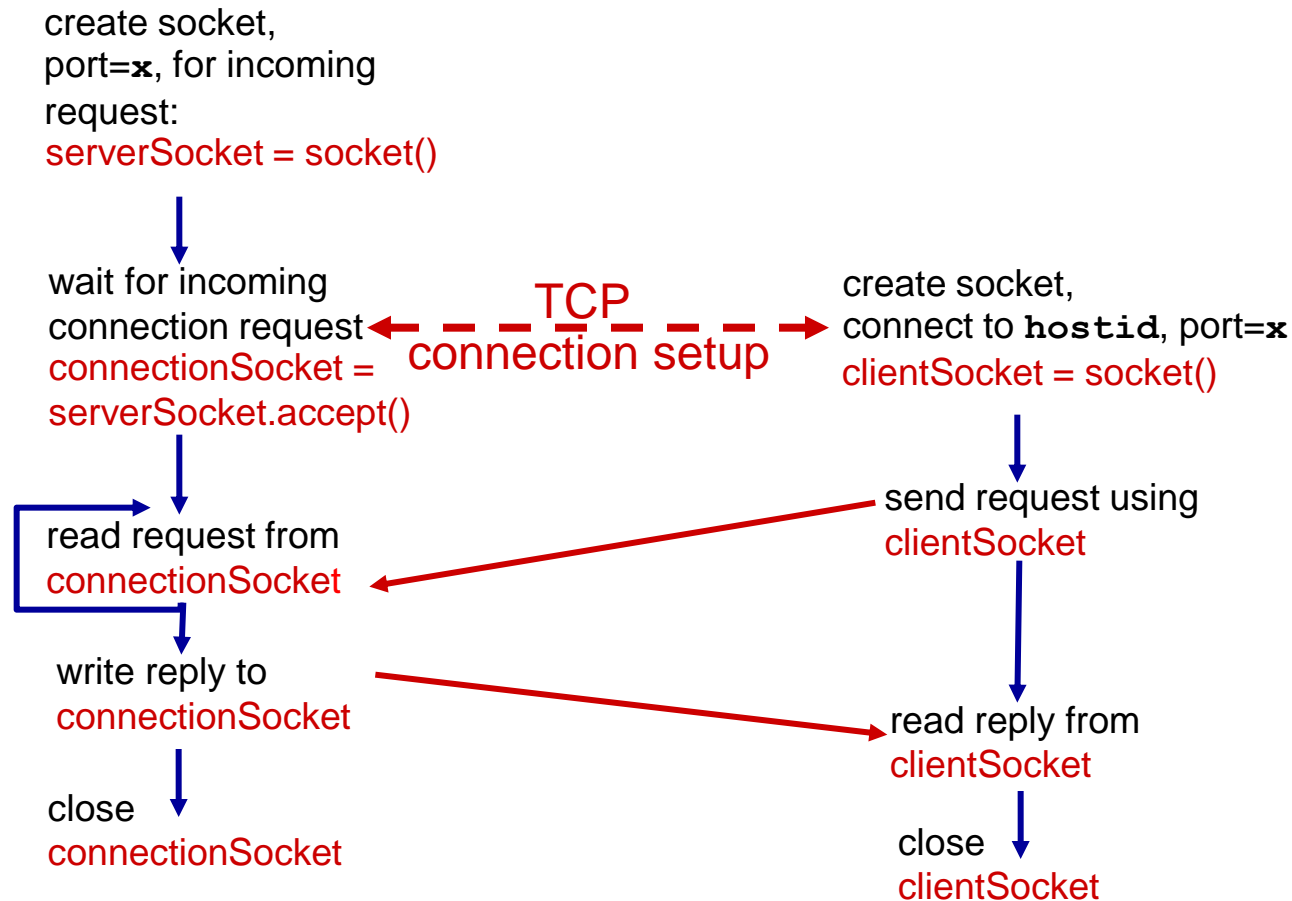 create socket,
port=x, for incoming
request:
serverSocket = socket()
wait for incoming
connection request
connectionSocket =
serverSocket.accept()
TCP
connection setup
create socket,
connect to hostid, port=x
clientSocket = socket()
read request from
connectionSocket
send request using
clientSocket
write reply to
connectionSocket
read reply from
clientSocket
close
connectionSocket
close
clientSocket